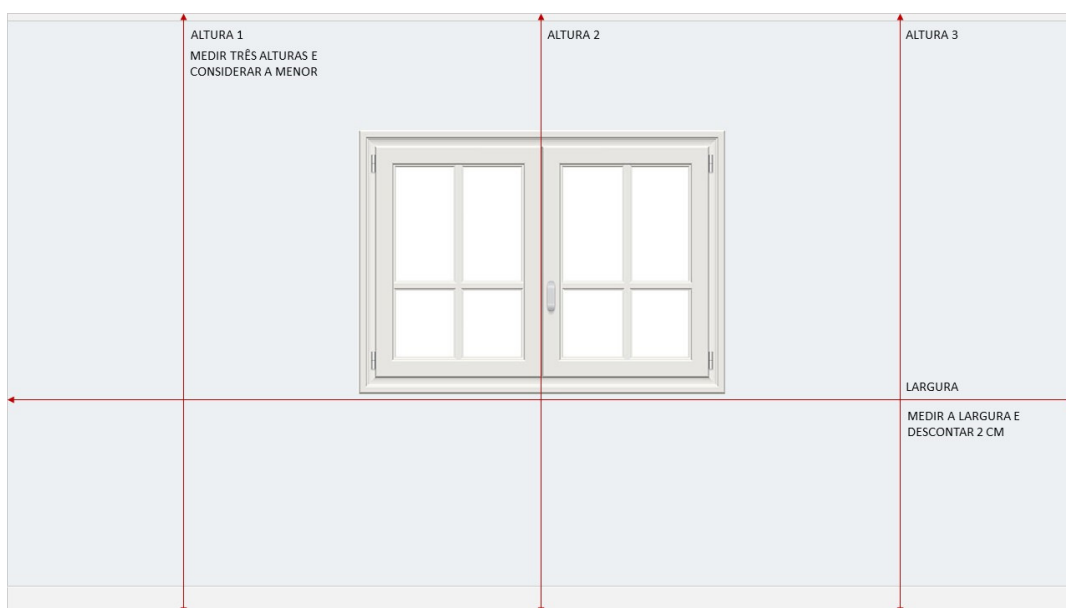 ALTURA 1
MEDIR TRÊS ALTURAS E
CONSIDERAR A MENOR
ALTURA 2
ALTURA 3
LARGURA
MEDIR A LARGURA E
DESCONTAR 2 CM